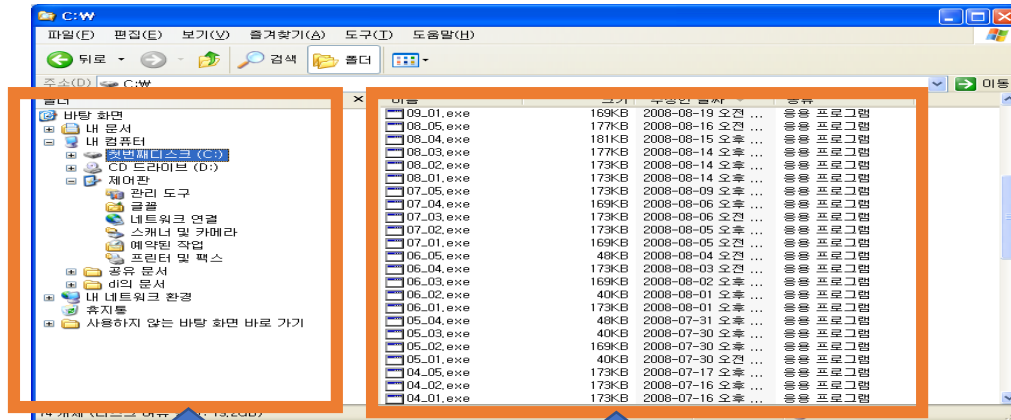 C:₩
파일(F) 편집(E) 보기(V) 즐겨찾기(A) 도구(T) 도움말(H)
뒤로 검색 폴더
주소(D) C:₩ 이동
폴더
이름 크기 수정한 날짜 종류
바탕 화면
내 문서
내 컴퓨터
첫번째디스크 (C:)
CD 드라이브 (D:)
제어판
관리 도구
글꼴
네트워크 연결
스캐너 및 카메라
예약된 작업
프린터 및 팩스
공유 문서
di의 문서
내 네트워크 환경
휴지통
사용하지 않는 바탕 화면 바로 가기
09_01.exe 169KB 2008-08-19 오전 ... 응용 프로그램
08_05.exe 177KB 2008-08-16 오전 ... 응용 프로그램
08_04.exe 181KB 2008-08-15 오후 ... 응용 프로그램
08_03.exe 177KB 2008-08-14 오후 ... 응용 프로그램
08_02.exe 173KB 2008-08-14 오후 ... 응용 프로그램
08_01.exe 173KB 2008-08-14 오후 ... 응용 프로그램
07_05.exe 173KB 2008-08-09 오후 ... 응용 프로그램
07_04.exe 169KB 2008-08-06 오후 ... 응용 프로그램
07_03.exe 173KB 2008-08-06 오전 ... 응용 프로그램
07_02.exe 173KB 2008-08-05 오후 ... 응용 프로그램
07_01.exe 169KB 2008-08-05 오전 ... 응용 프로그램
06_05.exe 48KB 2008-08-04 오전 ... 응용 프로그램
06_04.exe 173KB 2008-08-03 오전 ... 응용 프로그램
06_03.exe 169KB 2008-08-02 오후 ... 응용 프로그램
06_02.exe 40KB 2008-08-01 오후 ... 응용 프로그램
06_01.exe 173KB 2008-08-01 오후 ... 응용 프로그램
05_04.exe 48KB 2008-07-31 오후 ... 응용 프로그램
05_03.exe 40KB 2008-07-30 오후 ... 응용 프로그램
05_02.exe 169KB 2008-07-30 오후 ... 응용 프로그램
05_01.exe 40KB 2008-07-30 오전 ... 응용 프로그램
04_05.exe 173KB 2008-07-17 오후 ... 응용 프로그램
04_02.exe 173KB 2008-07-16 오후 ... 응용 프로그램
04_01.exe 173KB 2008-07-16 오후 ... 응용 프로그램